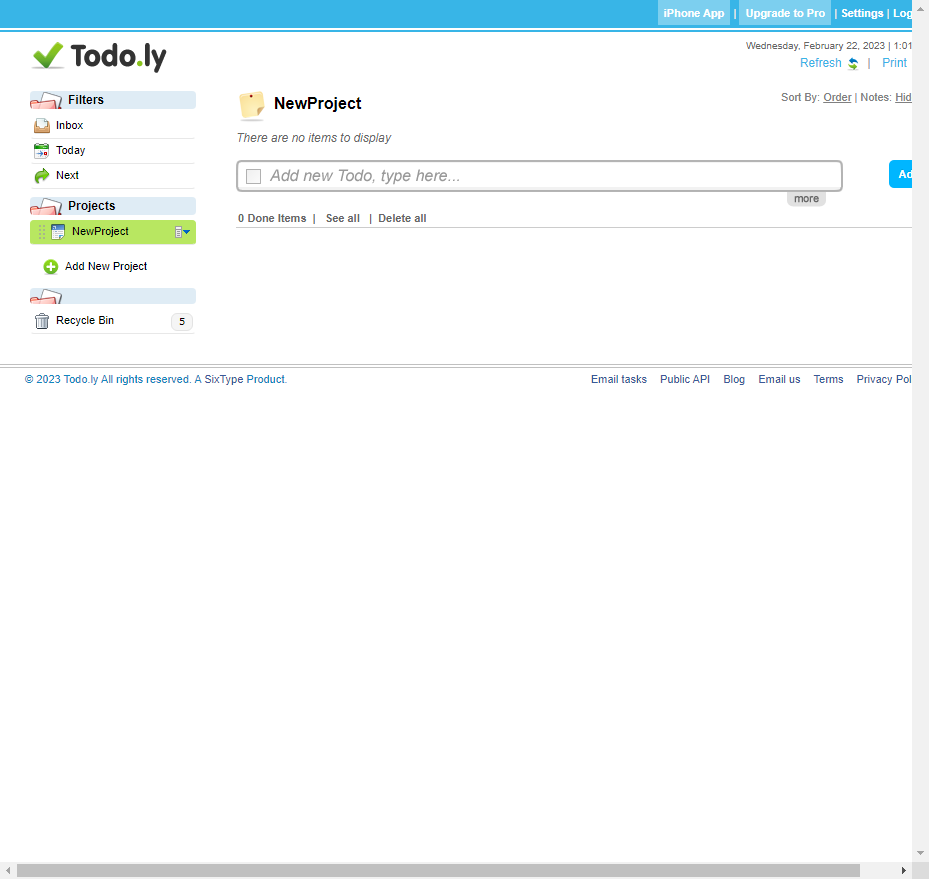 iPhone App | Upgrade to Pro | Settings | Log
Todo.ly
Wednesday, February 22, 2023 | 1:01
Refresh | Print
Filters
Inbox
Today
Next
Projects
NewProject
Add New Project
Recycle Bin 5
NewProject
Sort By: Order | Notes: Hid
There are no items to display
Add new Todo, type here...
Ad
more
0 Done Items | See all | Delete all
© 2023 Todo.ly All rights reserved. A SixType Product.
Email tasks Public API Blog Email us Terms Privacy Pol